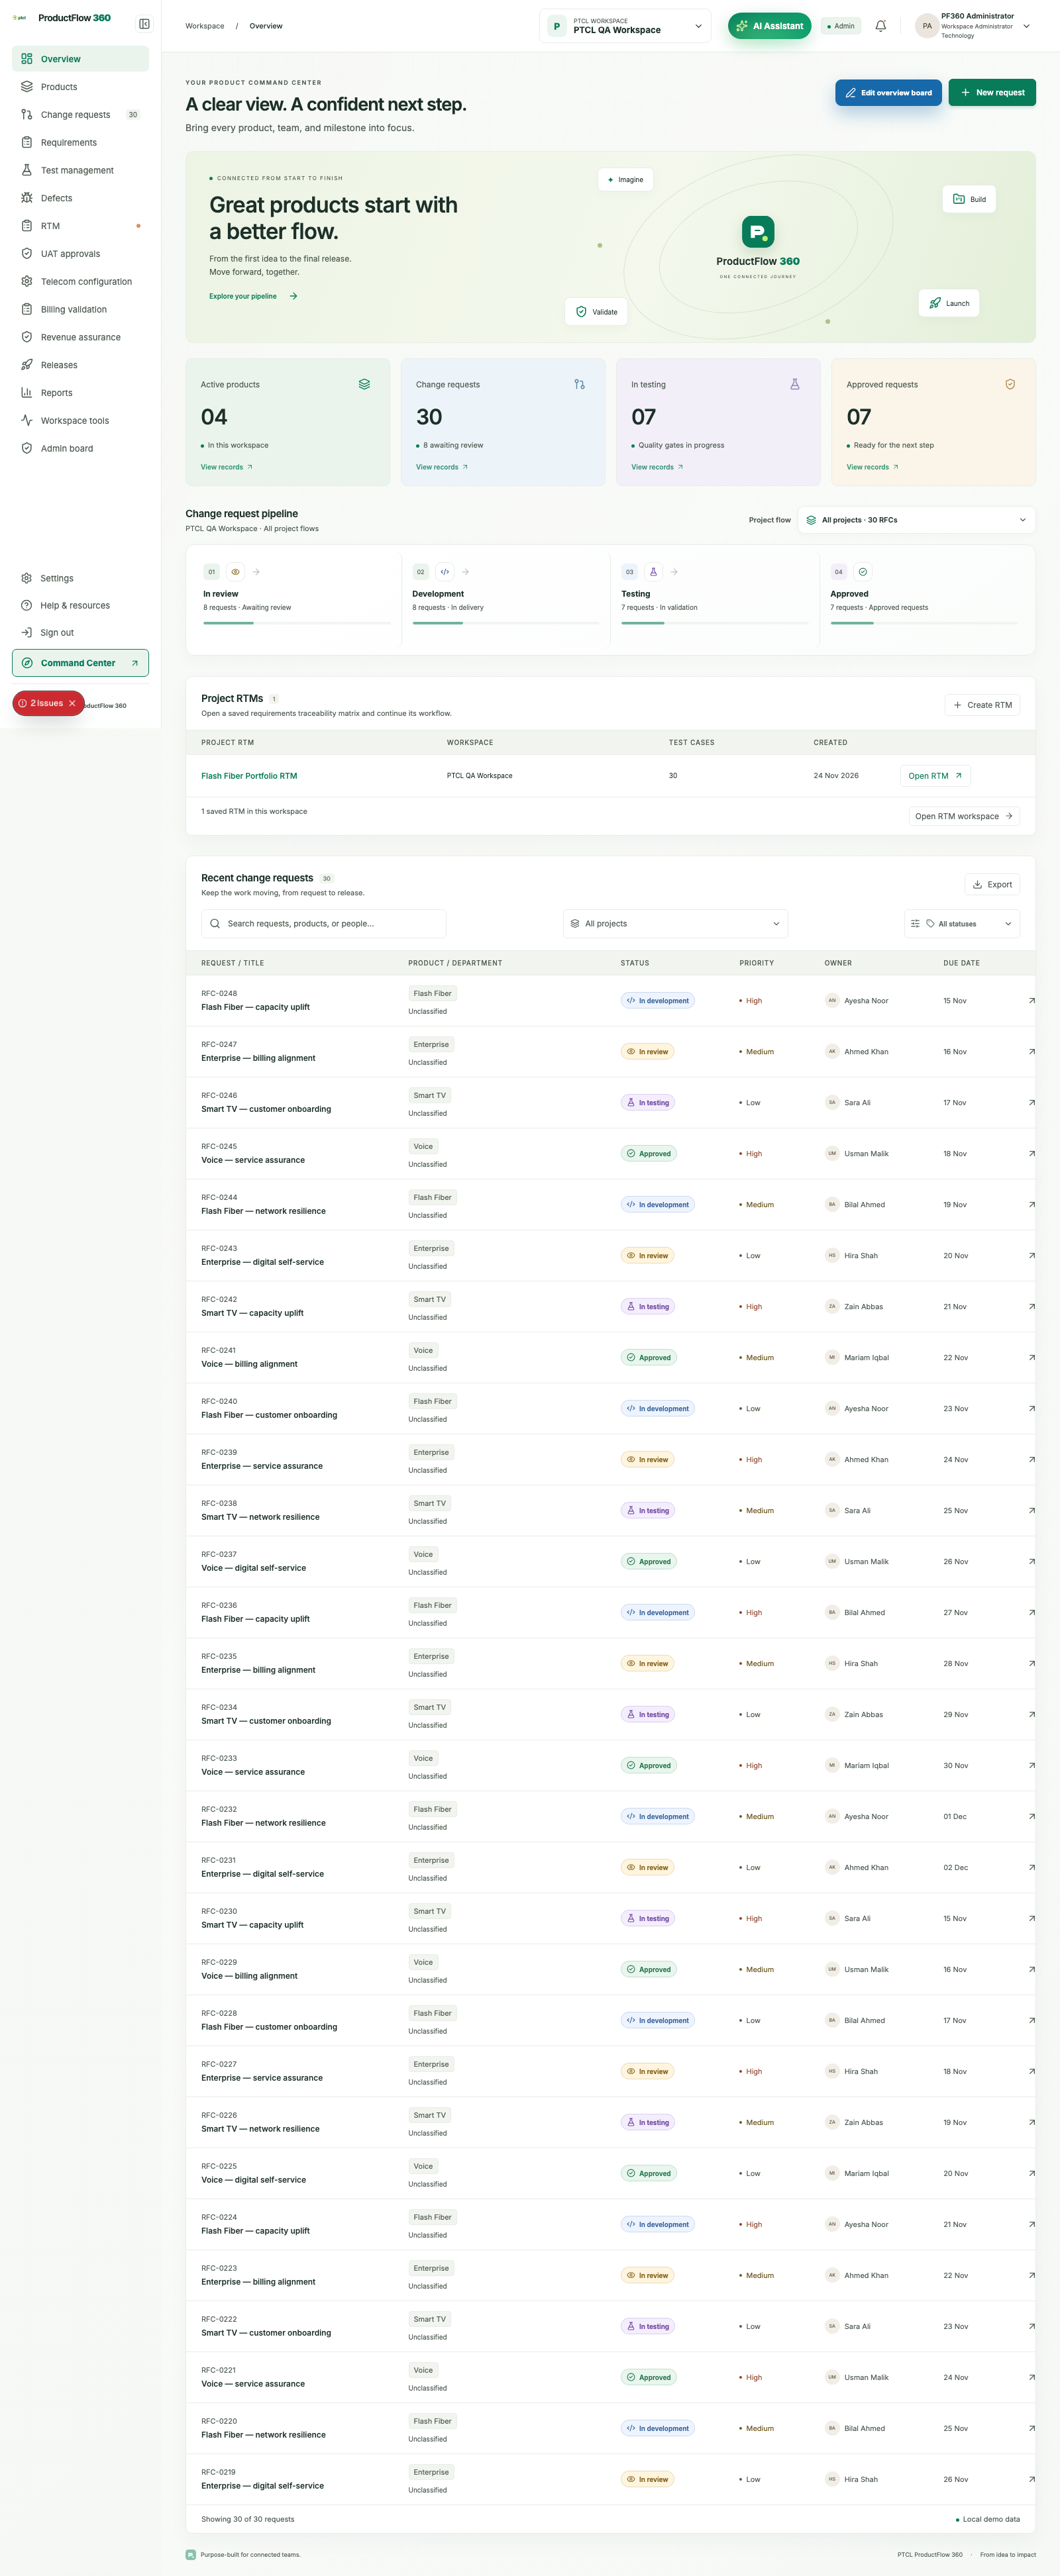 ptcl ProductFlow 360
Overview
Products
Change requests 30
Requirements
Test management
Defects
RTM
UAT approvals
Telecom configuration
Billing validation
Revenue assurance
Releases
Reports
Workspace tools
Admin board
Settings
Help & resources
Sign out
Command Center
2 Issues
oductFlow 360
Workspace / Overview
P
PTCL WORKSPACE
PTCL QA Workspace
AI Assistant
Admin
PA
PF360 Administrator
Workspace Administrator
Technology
YOUR PRODUCT COMMAND CENTER
A clear view. A confident next step.
Bring every product, team, and milestone into focus.
Edit overview board
New request
CONNECTED FROM START TO FINISH
Great products start with
a better flow.
From the first idea to the final release.
Move forward, together.
Explore your pipeline
Imagine
Build
ProductFlow 360
ONE CONNECTED JOURNEY
Validate
Launch
Active products
04
In this workspace
View records
Change requests
30
8 awaiting review
View records
In testing
07
Quality gates in progress
View records
Approved requests
07
Ready for the next step
View records
Change request pipeline
PTCL QA Workspace · All project flows
Project flow
All projects · 30 RFCs
01
In review
8 requests · Awaiting review
02
Development
8 requests · In delivery
03
Testing
7 requests · In validation
04
Approved
7 requests · Approved requests
Project RTMs 1
Open a saved requirements traceability matrix and continue its workflow.
Create RTM
PROJECT RTM WORKSPACE TEST CASES CREATED
Flash Fiber Portfolio RTM PTCL QA Workspace 30 24 Nov 2026 Open RTM
1 saved RTM in this workspace
Open RTM workspace
Recent change requests 30
Keep the work moving, from request to release.
Export
Search requests, products, or people...
All projects
All statuses
REQUEST / TITLE PRODUCT / DEPARTMENT STATUS PRIORITY OWNER DUE DATE
RFC-0248 Flash Fiber
Flash Fiber — capacity uplift Unclassified In development High AN Ayesha Noor 15 Nov
RFC-0247 Enterprise
Enterprise — billing alignment Unclassified In review Medium AK Ahmed Khan 16 Nov
RFC-0246 Smart TV
Smart TV — customer onboarding Unclassified In testing Low SA Sara Ali 17 Nov
RFC-0245 Voice
Voice — service assurance Unclassified Approved High UM Usman Malik 18 Nov
RFC-0244 Flash Fiber
Flash Fiber — network resilience Unclassified In development Medium BA Bilal Ahmed 19 Nov
RFC-0243 Enterprise
Enterprise — digital self-service Unclassified In review Low HS Hira Shah 20 Nov
RFC-0242 Smart TV
Smart TV — capacity uplift Unclassified In testing High ZA Zain Abbas 21 Nov
RFC-0241 Voice
Voice — billing alignment Unclassified Approved Medium MI Mariam Iqbal 22 Nov
RFC-0240 Flash Fiber
Flash Fiber — customer onboarding Unclassified In development Low AN Ayesha Noor 23 Nov
RFC-0239 Enterprise
Enterprise — service assurance Unclassified In review High AK Ahmed Khan 24 Nov
RFC-0238 Smart TV
Smart TV — network resilience Unclassified In testing Medium SA Sara Ali 25 Nov
RFC-0237 Voice
Voice — digital self-service Unclassified Approved Low UM Usman Malik 26 Nov
RFC-0236 Flash Fiber
Flash Fiber — capacity uplift Unclassified In development High BA Bilal Ahmed 27 Nov
RFC-0235 Enterprise
Enterprise — billing alignment Unclassified In review Medium HS Hira Shah 28 Nov
RFC-0234 Smart TV
Smart TV — customer onboarding Unclassified In testing Low ZA Zain Abbas 29 Nov
RFC-0233 Voice
Voice — service assurance Unclassified Approved High MI Mariam Iqbal 30 Nov
RFC-0232 Flash Fiber
Flash Fiber — network resilience Unclassified In development Medium AN Ayesha Noor 01 Dec
RFC-0231 Enterprise
Enterprise — digital self-service Unclassified In review Low AK Ahmed Khan 02 Dec
RFC-0230 Smart TV
Smart TV — capacity uplift Unclassified In testing High SA Sara Ali 15 Nov
RFC-0229 Voice
Voice — billing alignment Unclassified Approved Medium UM Usman Malik 16 Nov
RFC-0228 Flash Fiber
Flash Fiber — customer onboarding Unclassified In development Low BA Bilal Ahmed 17 Nov
RFC-0227 Enterprise
Enterprise — service assurance Unclassified In review High HS Hira Shah 18 Nov
RFC-0226 Smart TV
Smart TV — network resilience Unclassified In testing Medium ZA Zain Abbas 19 Nov
RFC-0225 Voice
Voice — digital self-service Unclassified Approved Low MI Mariam Iqbal 20 Nov
RFC-0224 Flash Fiber
Flash Fiber — capacity uplift Unclassified In development High AN Ayesha Noor 21 Nov
RFC-0223 Enterprise
Enterprise — billing alignment Unclassified In review Medium AK Ahmed Khan 22 Nov
RFC-0222 Smart TV
Smart TV — customer onboarding Unclassified In testing Low SA Sara Ali 23 Nov
RFC-0221 Voice
Voice — service assurance Unclassified Approved High UM Usman Malik 24 Nov
RFC-0220 Flash Fiber
Flash Fiber — network resilience Unclassified In development Medium BA Bilal Ahmed 25 Nov
RFC-0219 Enterprise
Enterprise — digital self-service Unclassified In review Low HS Hira Shah 26 Nov
Showing 30 of 30 requests
Local demo data
Purpose-built for connected teams.
PTCL ProductFlow 360 · From idea to impact